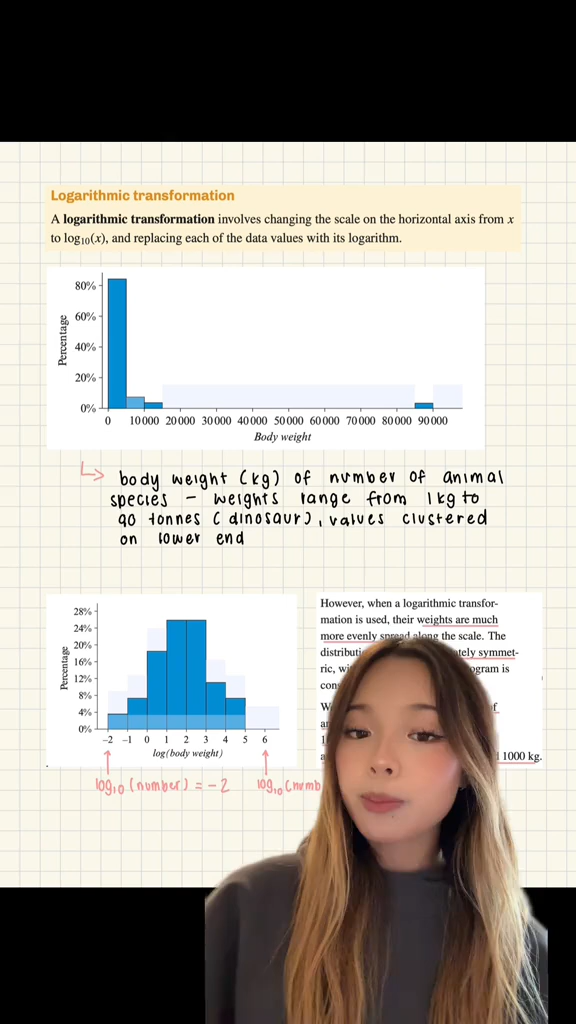 Logarithmic transformation
A logarithmic transformation involves changing the scale on the horizontal axis from x
to log10(x), and replacing each of the data values with its logarithm.
80%
60%
40%
20%
0%
Percentage
0 10000 20000 30000 40000 50000 60000 70000 80000 90000
Body weight
body weight (kg) of number of animal
species – weights range from 1 kg to
90 tonnes (dinosaur), values clustered
on lower end
28%
24%
20%
16%
12%
8%
4%
0%
Percentage
−2 −1 0 1 2 3 4 5 6
log(body weight)
log10 (number) = −2
log10 (numb
However, when a logarithmic transfor-
mation is used, their weights are much
more evenly spread along the scale. The
1000 kg.